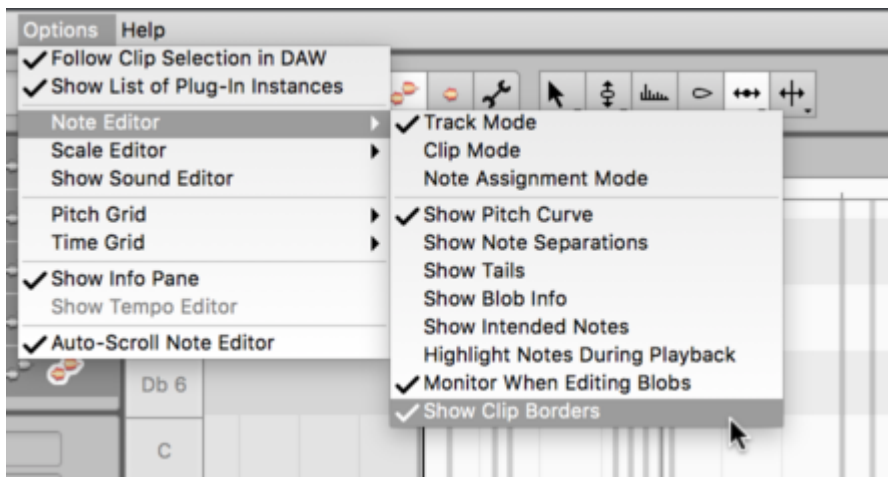 Options Help
Follow Clip Selection in DAW
Show List of Plug-In Instances
Note Editor
Scale Editor
Show Sound Editor
Pitch Grid
Time Grid
Show Info Pane
Show Tempo Editor
Auto-Scroll Note Editor
Track Mode
Clip Mode
Note Assignment Mode
Show Pitch Curve
Show Note Separations
Show Tails
Show Blob Info
Show Intended Notes
Highlight Notes During Playback
Monitor When Editing Blobs
Show Clip Borders
Db 6
C